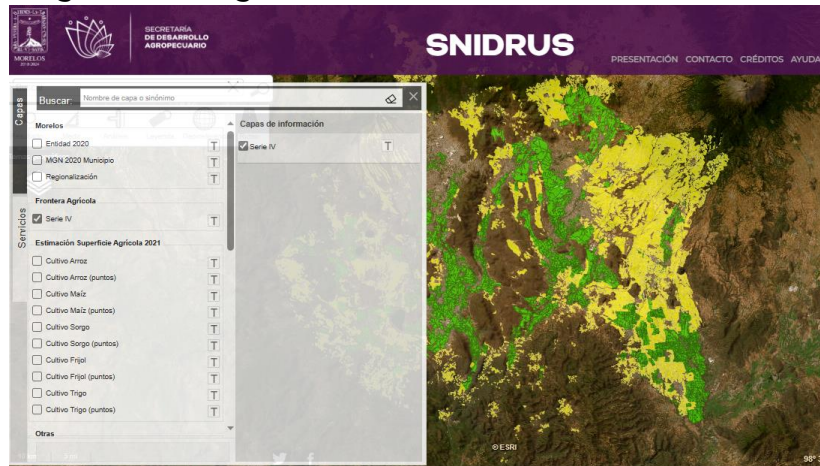 MORELOS
2018-2024
SECRETARÍA
DE DESARROLLO
AGROPECUARIO
SNIDRUS
PRESENTACIÓN CONTACTO CRÉDITOS AYUDA
Capas
Servicios
Buscar: Nombre de capa o sinónimo
Morelos
Entidad 2020 T
MGN 2020 Municipio T
Regionalización T
Frontera Agrícola
Serie IV T
Estimación Superficie Agrícola 2021
Cultivo Arroz T
Cultivo Arroz (puntos) T
Cultivo Maíz T
Cultivo Maíz (puntos) T
Cultivo Sorgo T
Cultivo Sorgo (puntos) T
Cultivo Frijol T
Cultivo Frijol (puntos) T
Cultivo Trigo T
Cultivo Trigo (puntos) T
Otras
Capas de información
Serie IV T
© ESRI